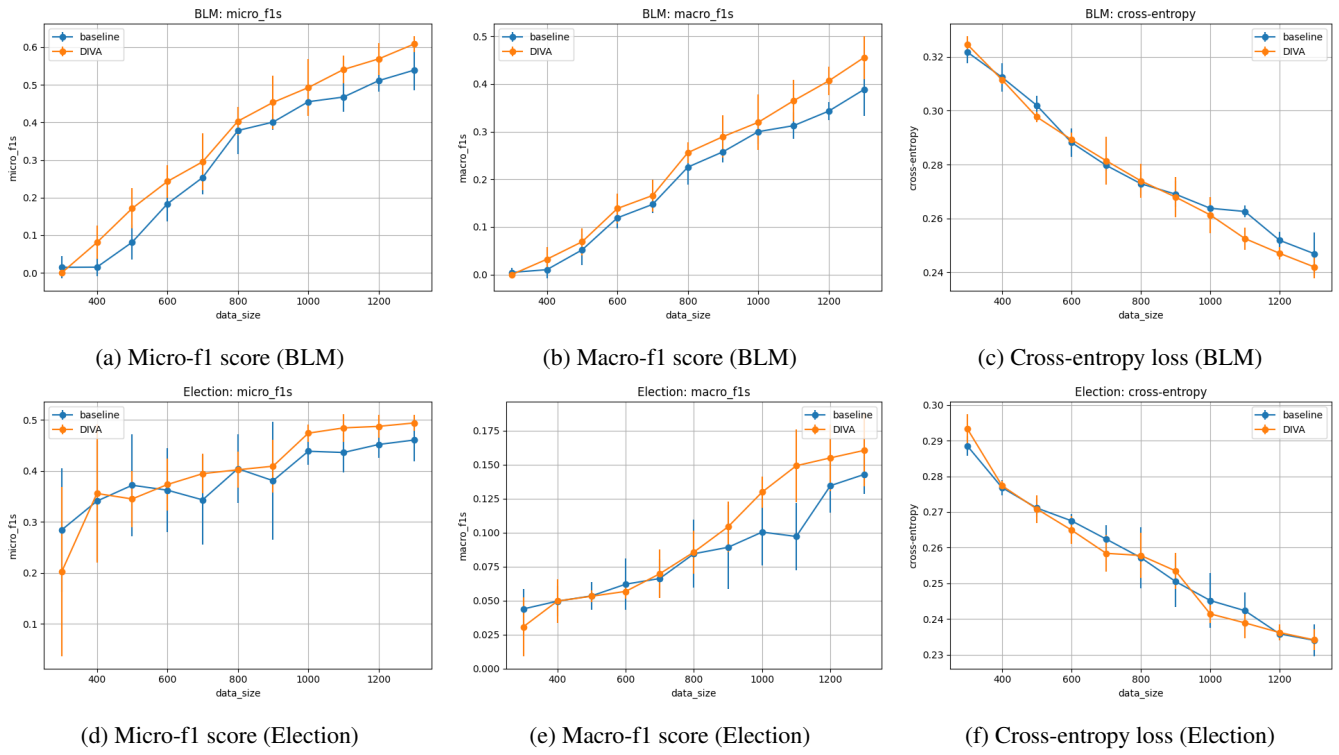 BLM: micro_f1s
baseline
DIVA
0.6
0.5
0.4
0.3
0.2
0.1
0.0
micro_f1s
400 600 800 1000 1200
data_size
(a) Micro-f1 score (BLM)
BLM: macro_f1s
baseline
DIVA
0.5
0.4
0.3
0.2
0.1
0.0
macro_f1s
400 600 800 1000 1200
data_size
(b) Macro-f1 score (BLM)
BLM: cross-entropy
baseline
DIVA
0.32
0.30
0.28
0.26
0.24
cross-entropy
400 600 800 1000 1200
data_size
(c) Cross-entropy loss (BLM)
Election: micro_f1s
baseline
DIVA
0.5
0.4
0.3
0.2
0.1
micro_f1s
400 600 800 1000 1200
data_size
(d) Micro-f1 score (Election)
Election: macro_f1s
baseline
DIVA
0.175
0.150
0.125
0.100
0.075
0.050
0.025
0.000
macro_f1s
400 600 800 1000 1200
data_size
(e) Macro-f1 score (Election)
Election: cross-entropy
baseline
DIVA
0.30
0.29
0.28
0.27
0.26
0.25
0.24
0.23
cross-entropy
400 600 800 1000 1200
data_size
(f) Cross-entropy loss (Election)